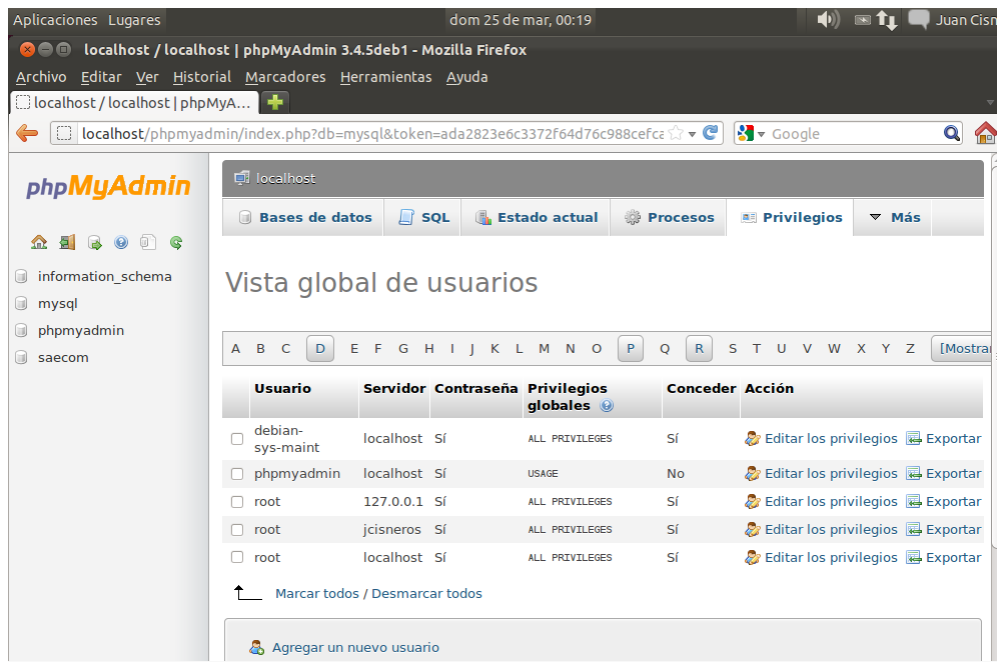 Aplicaciones Lugares dom 25 de mar, 00:19 Juan Cisn
localhost / localhost | phpMyAdmin 3.4.5deb1 - Mozilla Firefox
Archivo Editar Ver Historial Marcadores Herramientas Ayuda
localhost / localhost | phpMyA...
localhost/phpmyadmin/index.php?db=mysql&token=ada2823e6c3372f64d76c988cefca Google
phpMyAdmin
information_schema
mysql
phpmyadmin
saecom
localhost
Bases de datos SQL Estado actual Procesos Privilegios Más
Vista global de usuarios
A B C D E F G H I J K L M N O P Q R S T U V W X Y Z [Mostrar
Usuario Servidor Contraseña Privilegios globales Conceder Acción
debian-sys-maint localhost Sí ALL PRIVILEGES Sí Editar los privilegios Exportar
phpmyadmin localhost Sí USAGE No Editar los privilegios Exportar
root 127.0.0.1 Sí ALL PRIVILEGES Sí Editar los privilegios Exportar
root jcisneros Sí ALL PRIVILEGES Sí Editar los privilegios Exportar
root localhost Sí ALL PRIVILEGES Sí Editar los privilegios Exportar
Marcar todos / Desmarcar todos
Agregar un nuevo usuario